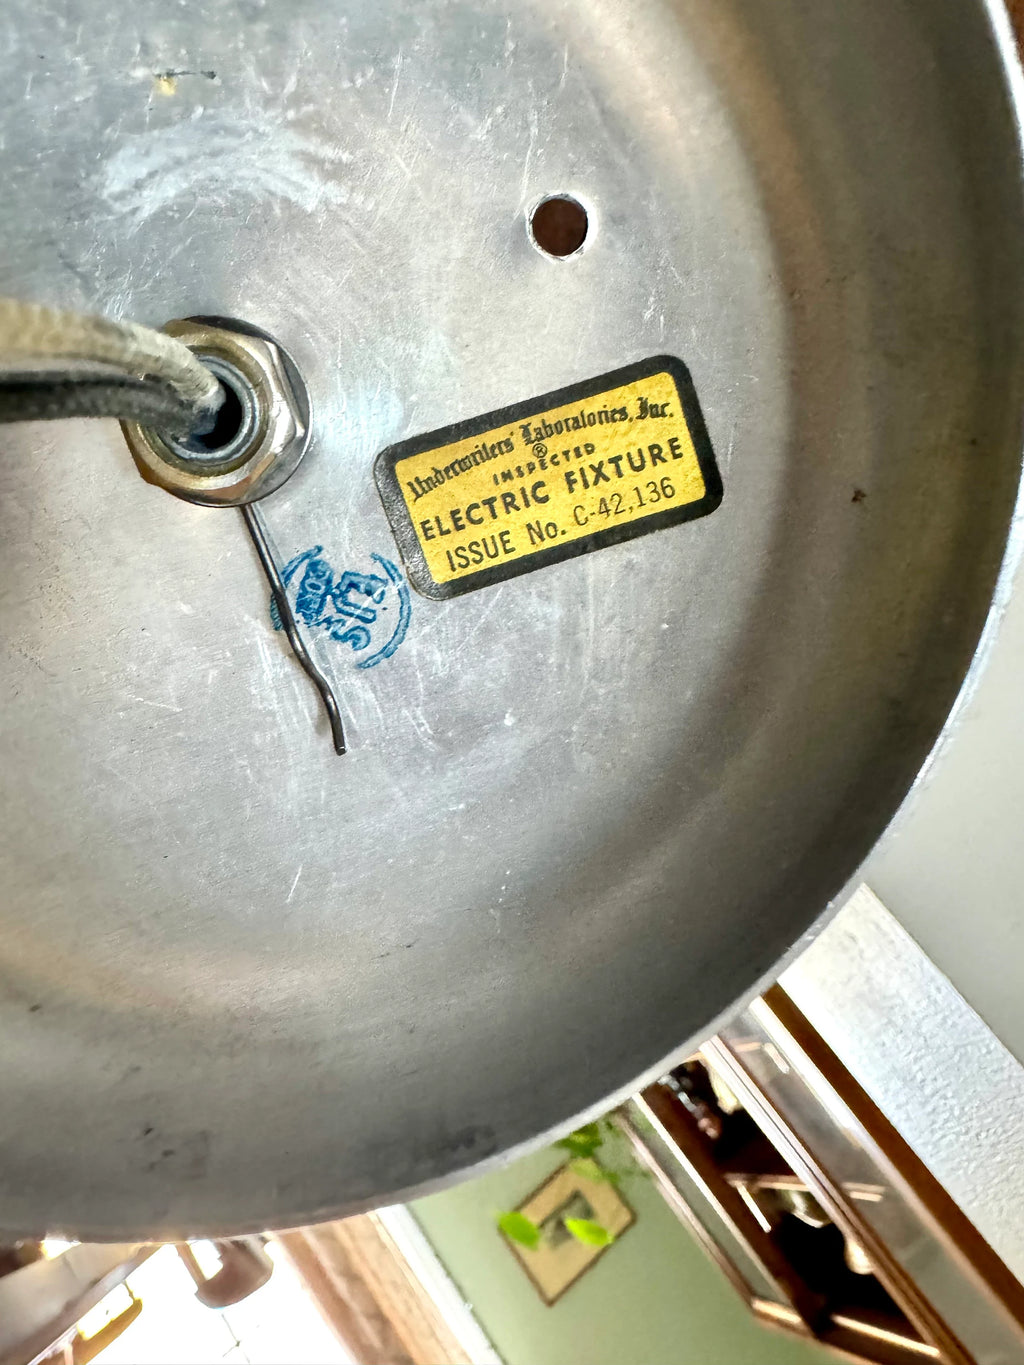 Underwriters' Laboratories, Inc.
®
INSPECTED
ELECTRIC FIXTURE
ISSUE No. C-42,136